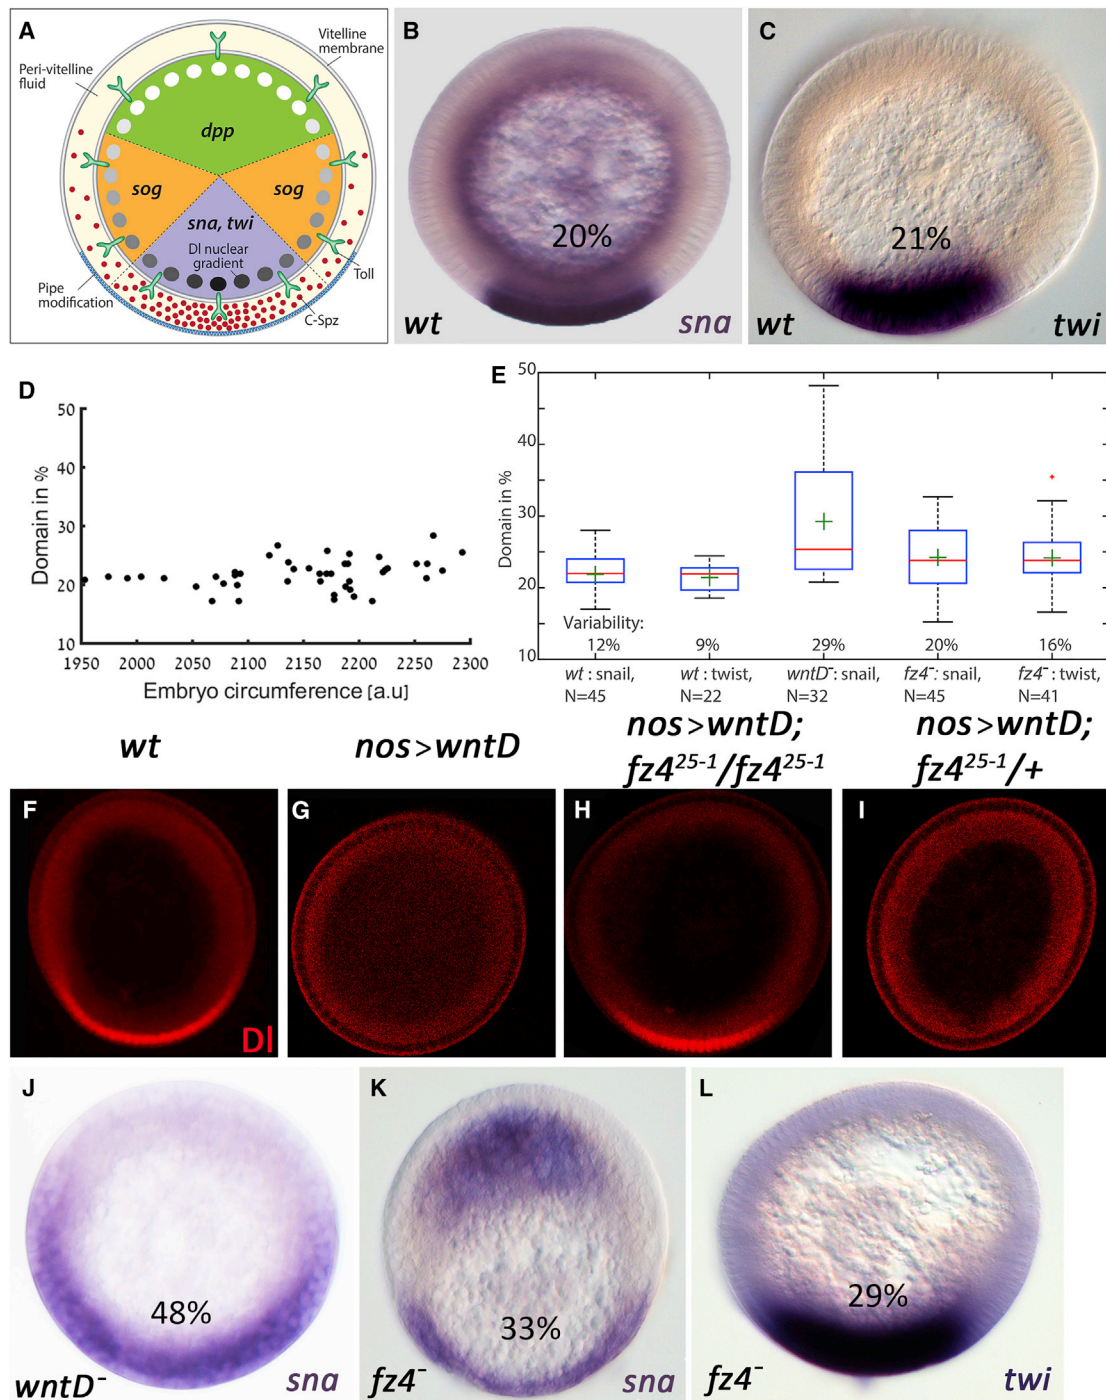 A
Vitelline
membrane
Peri-vitelline
fluid
dpp
sog
sog
sna, twi
Dl nuclear
gradient
Pipe
modification
Toll
C-Spz
B
20%
wt
sna
C
21%
wt
twi
D
50
40
30
20
10
Domain in %
1950
2000
2050
2100
2150
2200
2250
2300
Embryo circumference [a.u]
E
50
40
30
20
10
Domain in %
Variability:
12%
9%
29%
20%
16%
wt : snail,
N=45
wt : twist,
N=22
wntD-: snail,
N=32
fz4-: snail,
N=45
fz4-: twist,
N=41
wt
nos>wntD
nos>wntD;
fz425-1/fz425-1
nos>wntD;
fz425-1/+
F
Dl
G
H
I
J
48%
wntD-
sna
K
33%
fz4-
sna
L
29%
fz4-
twi